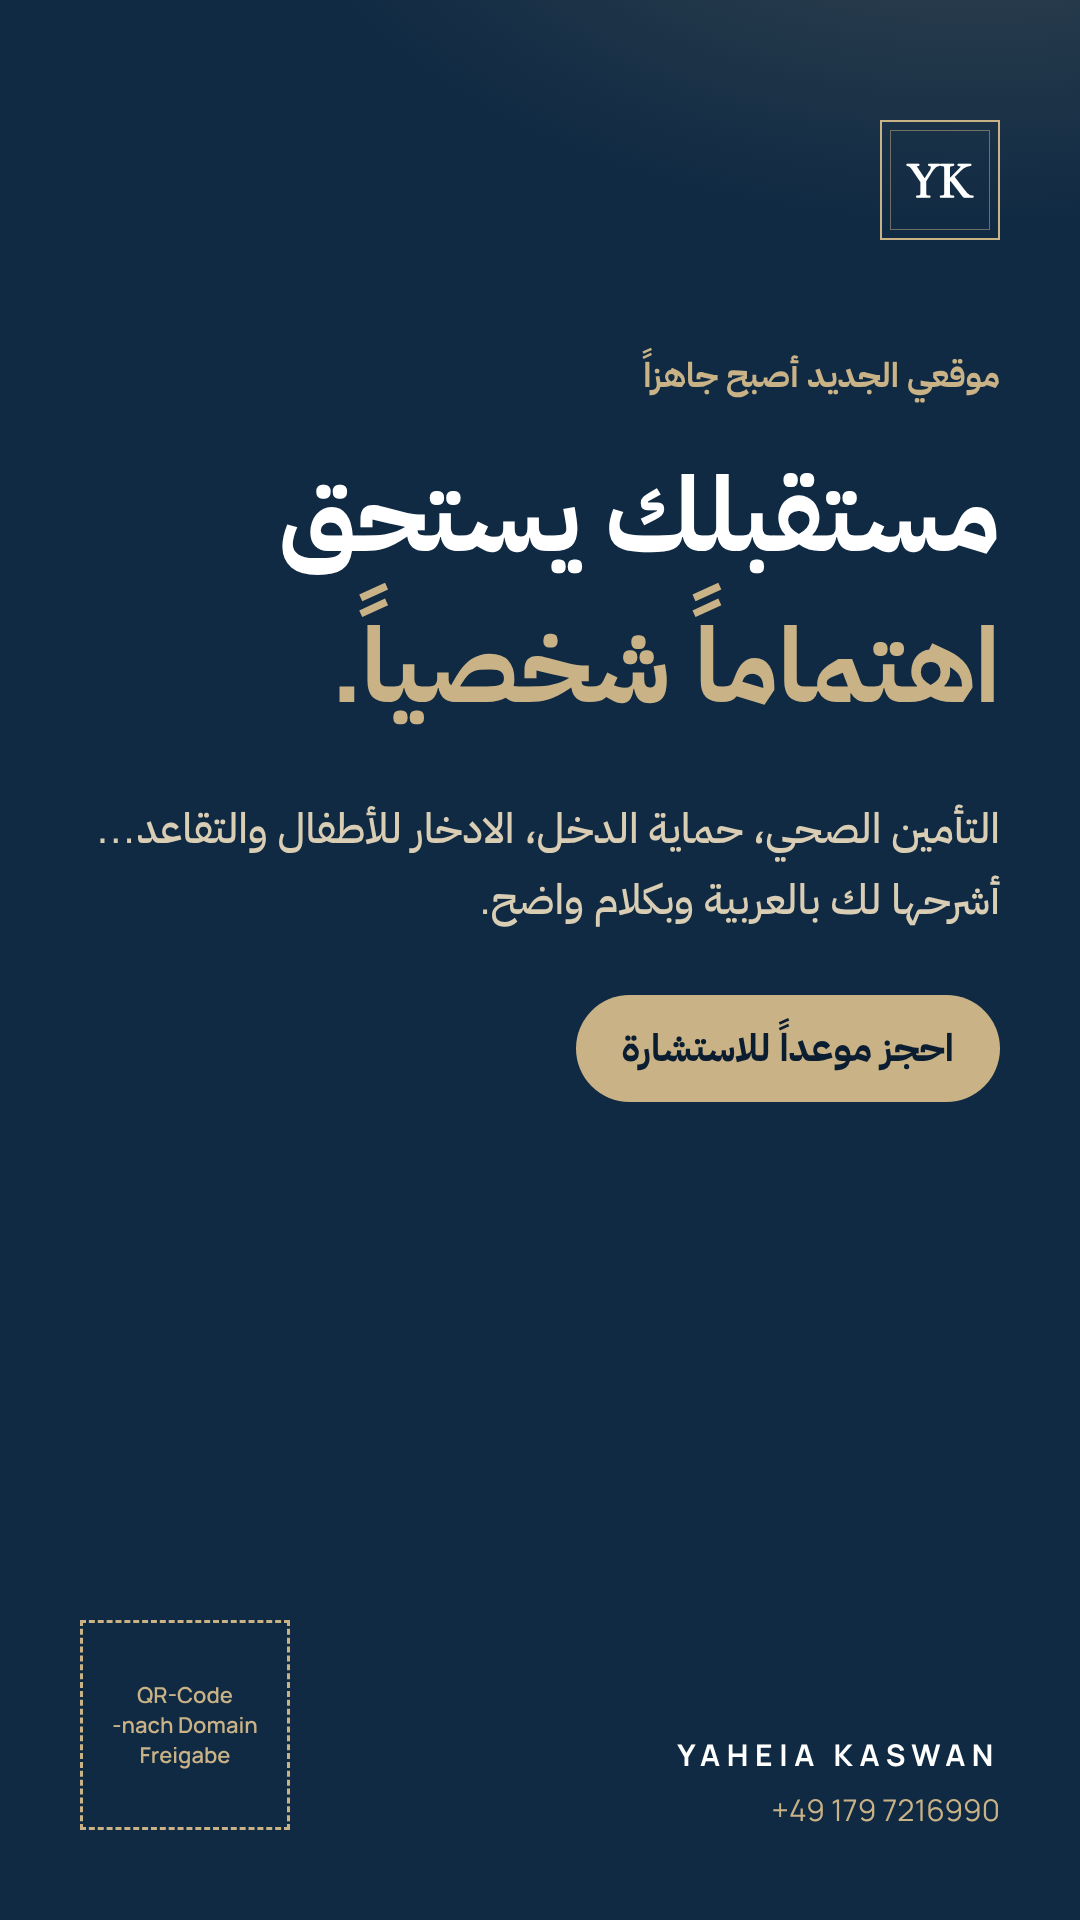 YK
موقعي الجديد أصبح جاهزاً
مستقبلك يستحق
اهتماماً شخصياً.
التأمين الصحي، حماية الدخل، الادخار للأطفال والتقاعد...
أشرحها لك بالعربية وبكلام واضح.
احجز موعداً للاستشارة
QR-Code
-nach Domain
Freigabe
YAHEIA KASWAN
+49 179 7216990